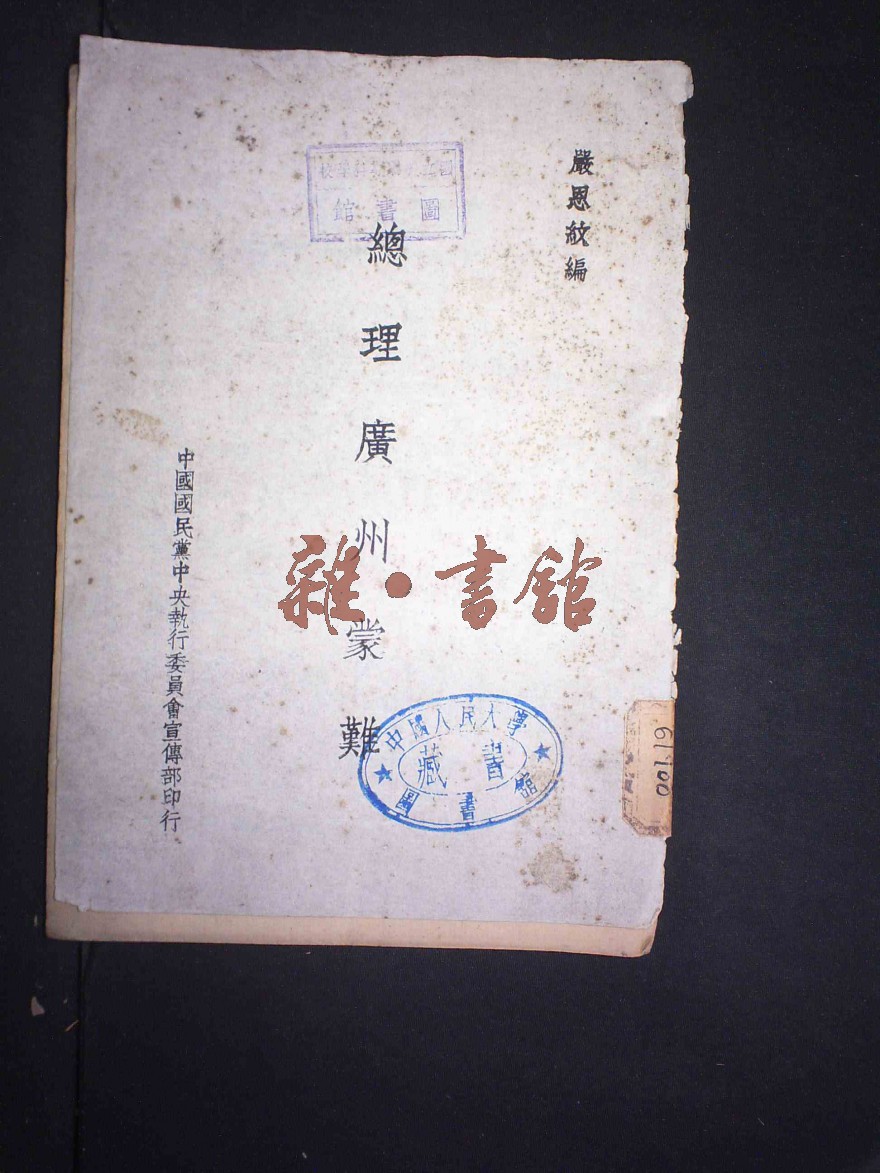 嚴恩紋編
總理廣州蒙難
中國國民黨中央執行委員會宣傳部印行
圖書館
雜·書館
中國人民大學
藏書
圖書館
61.100